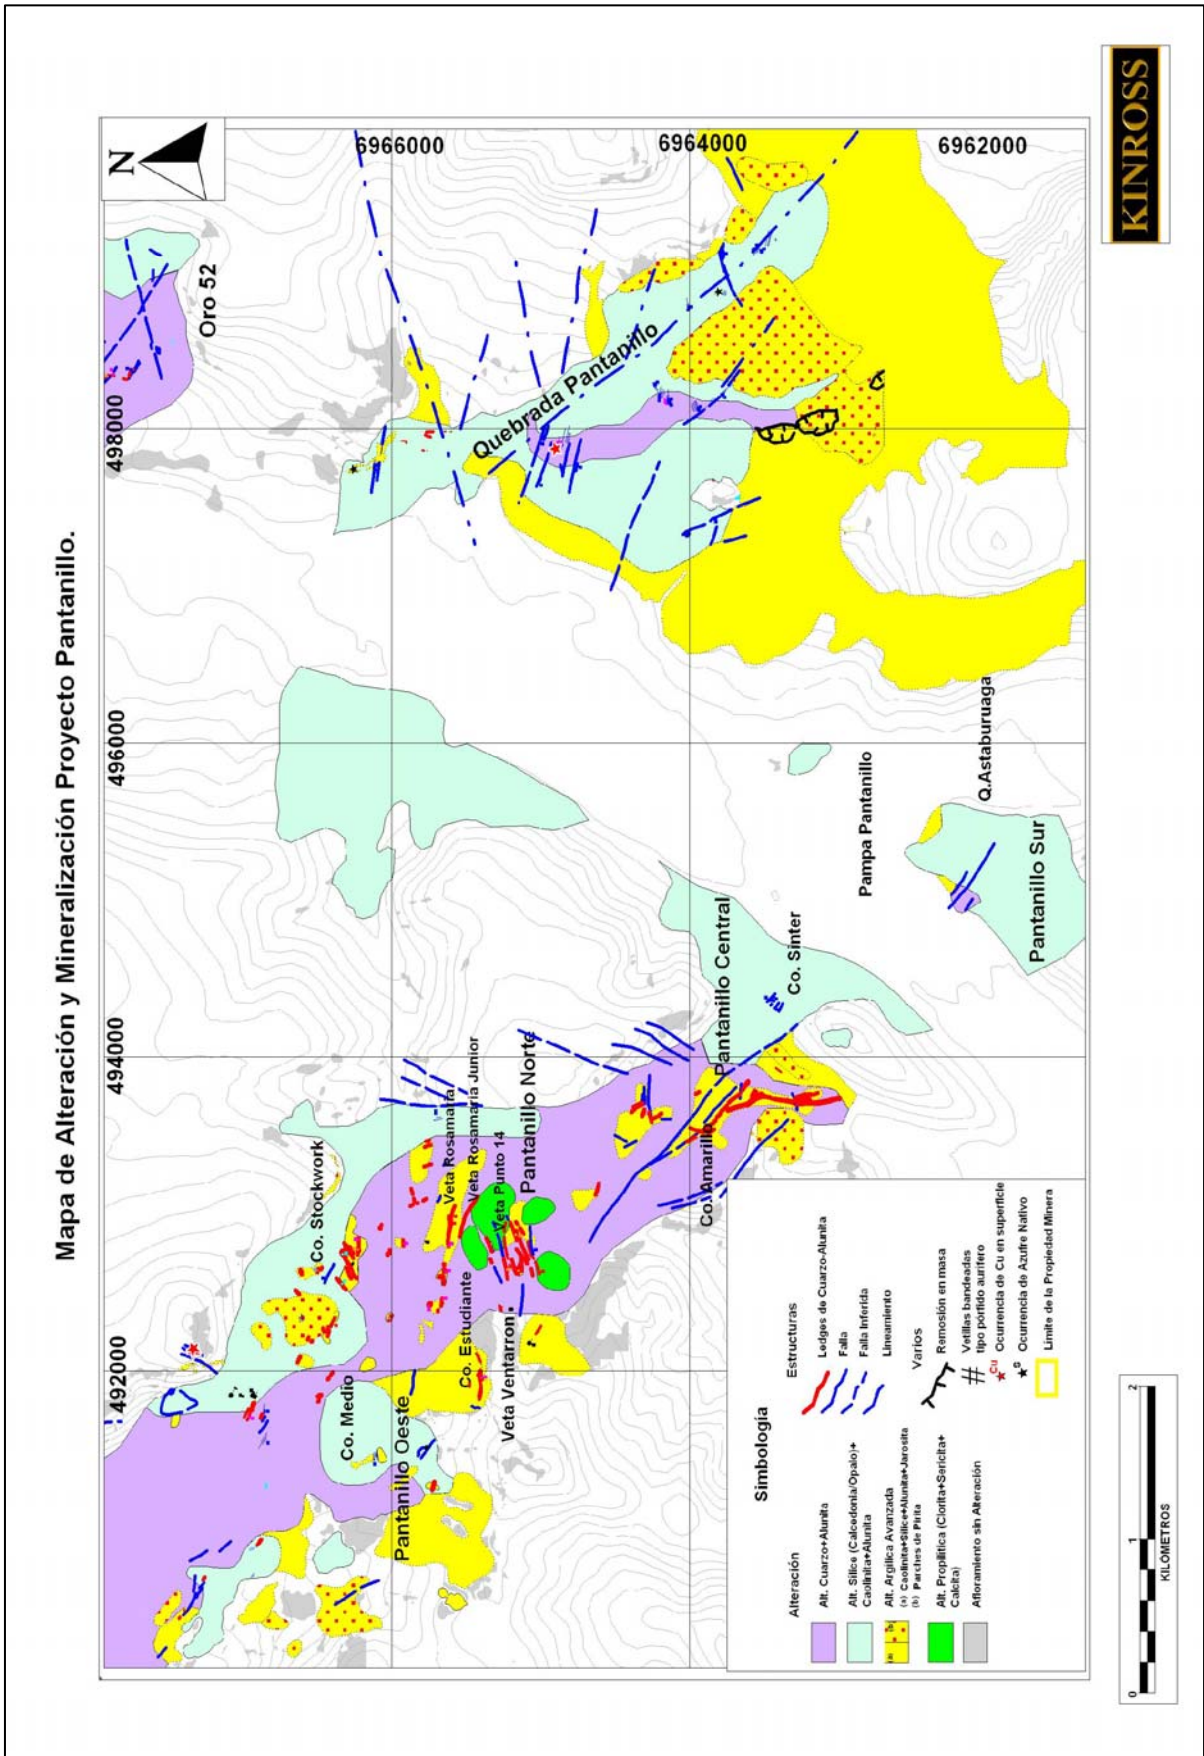 Mapa de Alteración y Mineralización Proyecto Pantanillo.
492000
494000
496000
498000
N
6966000
6964000
6962000
Oro 52
Quebrada Pantanillo
Co. Stockwork
Co. Medio
Pantanillo Oeste
Co. Estudiante
Veta Ventarron
Veta Rosamaria
Veta Rosamaria Junior
Veta Punto 14
Pantanillo Norte
Co. Amarillo
Pantanillo Central
Co. Sinter
Pampa Pantanillo
Q.Astaburuaga
Pantanillo Sur
Simbología
Alteración
Alt. Cuarzo+Alunita
Alt. Sílice (Calcedonia/Opalo)+
Caolinita+Alunita
Alt. Argílica Avanzada
(a) Caolinita+Silice+Alunita+Jarosita
(b) Parches de Pirita
Alt. Propilítica (Clorita+Sericita+
Calcita)
Afloramiento sin Alteración
Estructuras
Ledges de Cuarzo-Alunita
Falla
Falla Inferida
Lineamiento
Varios
Remosión en masa
Vetillas bandeadas
tipo pórfido aurífero
Cu
Ocurrencia de Cu en superficie
S
Ocurrencia de Azufre Nativo
Límite de la Propiedad Minera
0
1
2
KILOMETROS
KINROSS